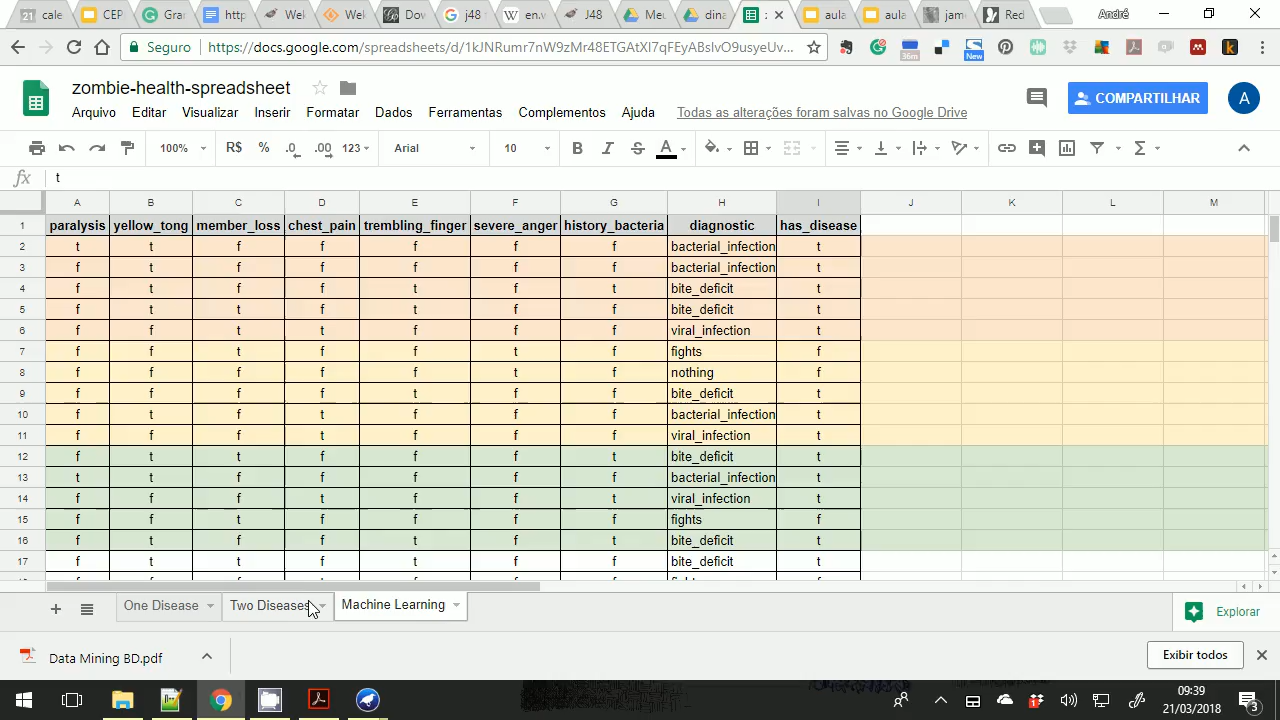 21 cale CEP Gra http Wel Wel Dov J48 en.w J48 Meu dina z aula aula jam Red André
Seguro https://docs.google.com/spreadsheets/d/
zombie-health-spreadsheet
COMPARTILHAR A
Arquivo Editar Visualizar Inserir Formatar Dados Ferramentas Complementos Ajuda Todas as alterações foram salvas no Google Drive
100% R$ % .0 .00 123 Arial 10 B I S A Σ
fx t
A B C D E F G H I J K L M
1 paralysis yellow_tong member_loss chest_pain trembling_finger severe_anger history_bacteria diagnostic has_disease
2 t t f f f f f bacterial_infection t
3 f t f f f f f bacterial_infection t
4 f f f f t f t bite_deficit t
5 f t t f t f f bite_deficit t
6 f f f t f f t viral_infection t
7 f f t f f t f fights f
8 f f t f f t f nothing f
9 f f f f t f f bite_deficit t
10 f t f t f f t bacterial_infection t
11 f f f t f f f viral_infection t
12 f t t f f f t bite_deficit t
13 t t f f f f f bacterial_infection t
14 f f f t f f t viral_infection t
15 f f t f f f f fights f
16 f t f f t f t bite_deficit t
17 f t t f t f f bite_deficit t
One Disease Two Diseases Machine Learning Explorar
Data Mining BD.pdf Exibir todos
09:39
21/03/2018
3